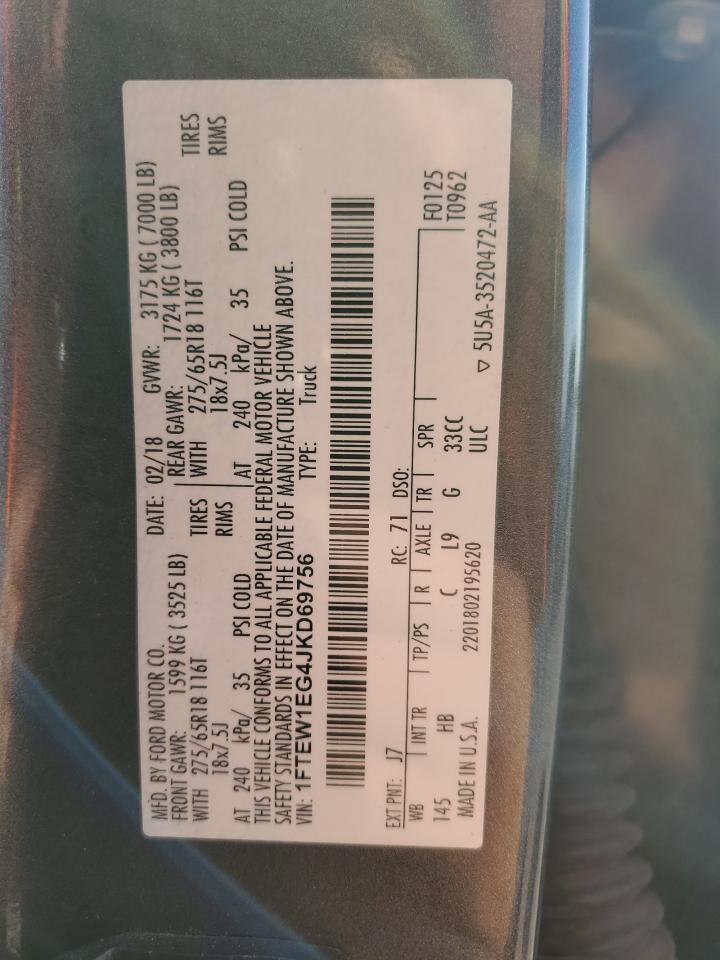 MFD. BY FORD MOTOR CO. DATE: 02/18 GVWR: 3175 KG ( 7000 LB)
FRONT GAWR: 1599 KG ( 3525 LB) REAR GAWR: 1724 KG ( 3800 LB)
WITH 275/65R18 116T TIRES WITH 275/65R18 116T TIRES
18x7.5J RIMS 18x7.5J RIMS
AT 240 kPa/ 35 PSI COLD AT 240 kPa/ 35 PSI COLD
THIS VEHICLE CONFORMS TO ALL APPLICABLE FEDERAL MOTOR VEHICLE
SAFETY STANDARDS IN EFFECT ON THE DATE OF MANUFACTURE SHOWN ABOVE.
VIN: 1FTEW1EG4JKD69756 TYPE: Truck
EXT PNT: J7 RC: 71 DSO:
WB INT TR TP/PS R AXLE TR SPR F0125
T0962
145 HB C L9 G 33CC
ULC
MADE IN U.S.A. 2201802195620 ▽ 5U5A-3520472-AA